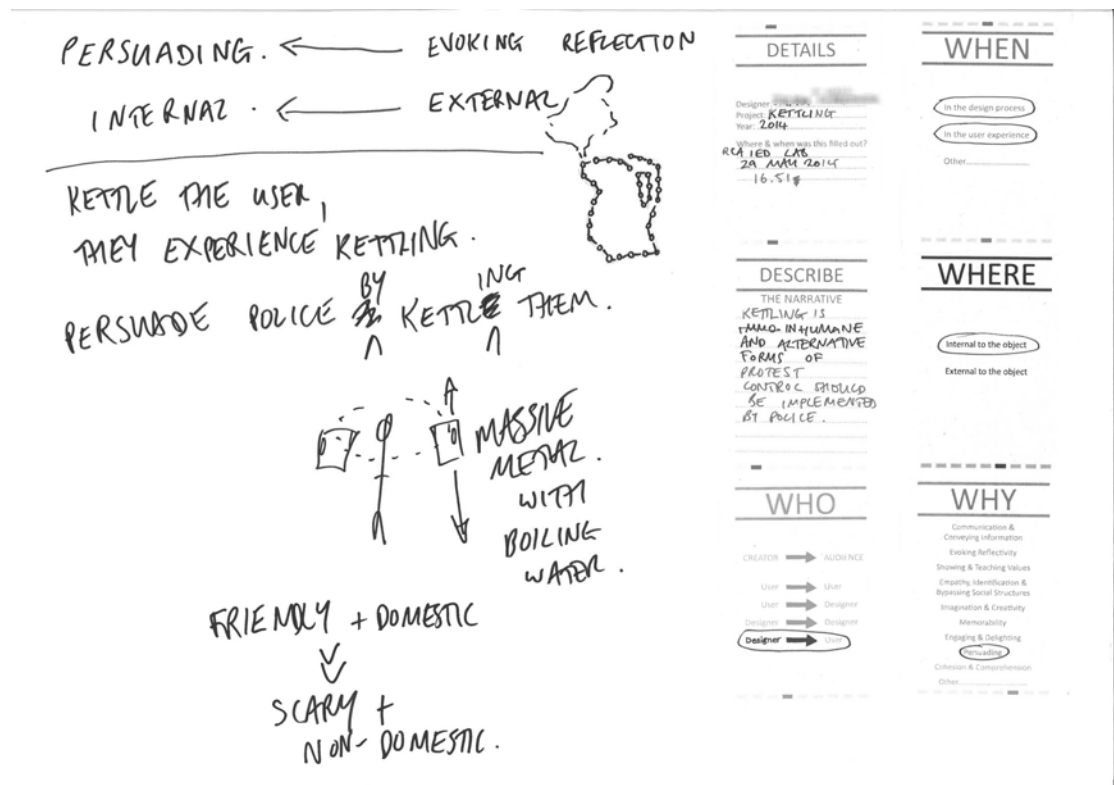 PERSUADING. ← EVOKING REFLECTION
INTERNAL. ← EXTERNAL
KETTLE THE USER,
THEY EXPERIENCE KETTLING.
BY ING
PERSUADE POLICE KETTL THEM.
MASSIVE
METAL.
WITH
BOILING
WATER.
FRIENDLY + DOMESTIC
SCARY +
NON-DOMESTIC.
DETAILS
Designer:
Project: KETTLING
Year: 2014
Where & when was this filled out?
RCA IED LAB
29 MAY 2014
16.51
DESCRIBE
THE NARRATIVE
KETTLING IS
INHUMANE
AND ALTERNATIVE
FORMS OF
PROTEST
CONTROL SHOULD
BE IMPLEMENTED
BY POLICE.
WHO
CREATOR → AUDIENCE
User → User
User → Designer
Designer → Designer
Designer → User
WHEN
In the design process
In the user experience
Other
WHERE
Internal to the object
External to the object
WHY
Communication &
Conveying Information
Evoking Reflectivity
Showing & Teaching Values
Empathy, Identification &
Bypassing Social Structures
Imagination & Creativity
Memorability
Engaging & Delighting
Persuading
Cohesion & Comprehension
Other